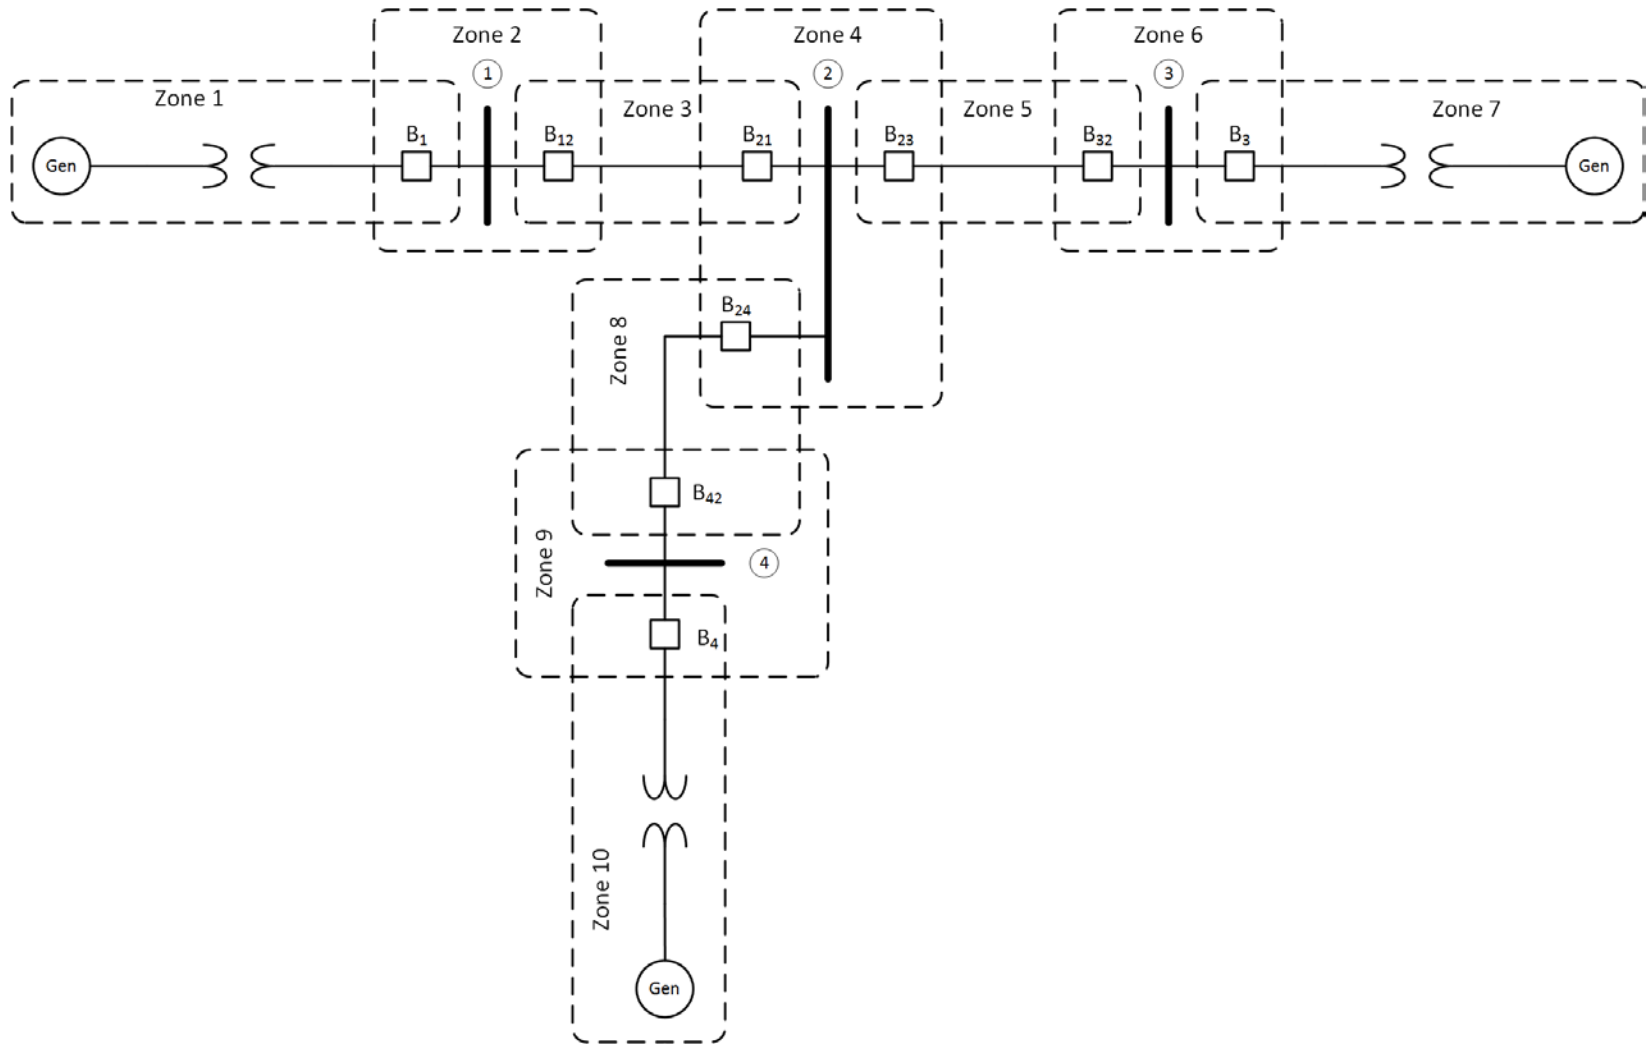 Zone 2
Zone 4
Zone 6
1
2
3
Zone 1
Zone 3
Zone 5
Zone 7
B₁
B₁₂
B₂₁
B₂₃
B₃₂
B₃
Gen
Gen
B₂₄
Zone 8
B₄₂
Zone 9
4
B₄
Zone 10
Gen